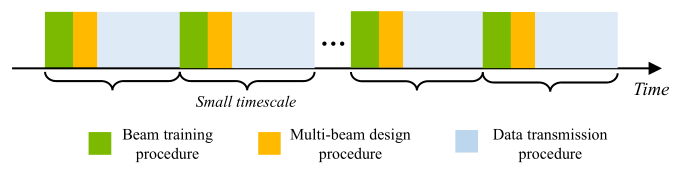 ...
Small timescale
Time
Beam training
procedure
Multi-beam design
procedure
Data transmission
procedure